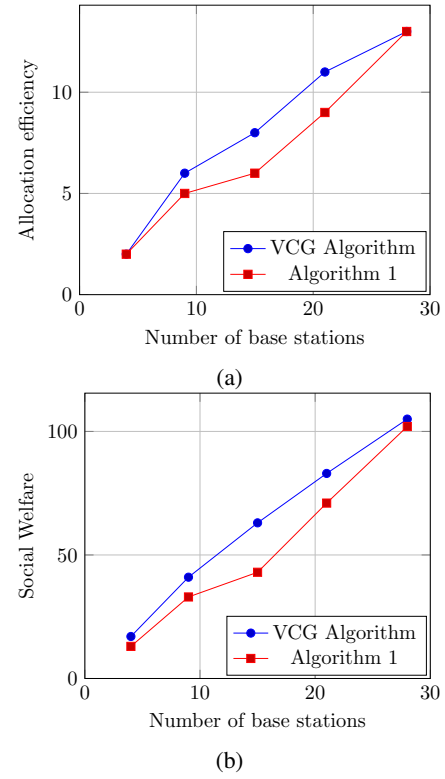 10
5
0
0
10
20
30
Allocation efficiency
VCG Algorithm
Algorithm 1
Number of base stations
(a)
100
50
0
0
10
20
30
Social Welfare
VCG Algorithm
Algorithm 1
Number of base stations
(b)